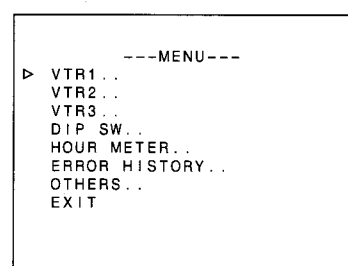 ---MENU---
▷ VTR1..
VTR2..
VTR3..
DIP SW..
HOUR METER..
ERROR HISTORY..
OTHERS..
EXIT